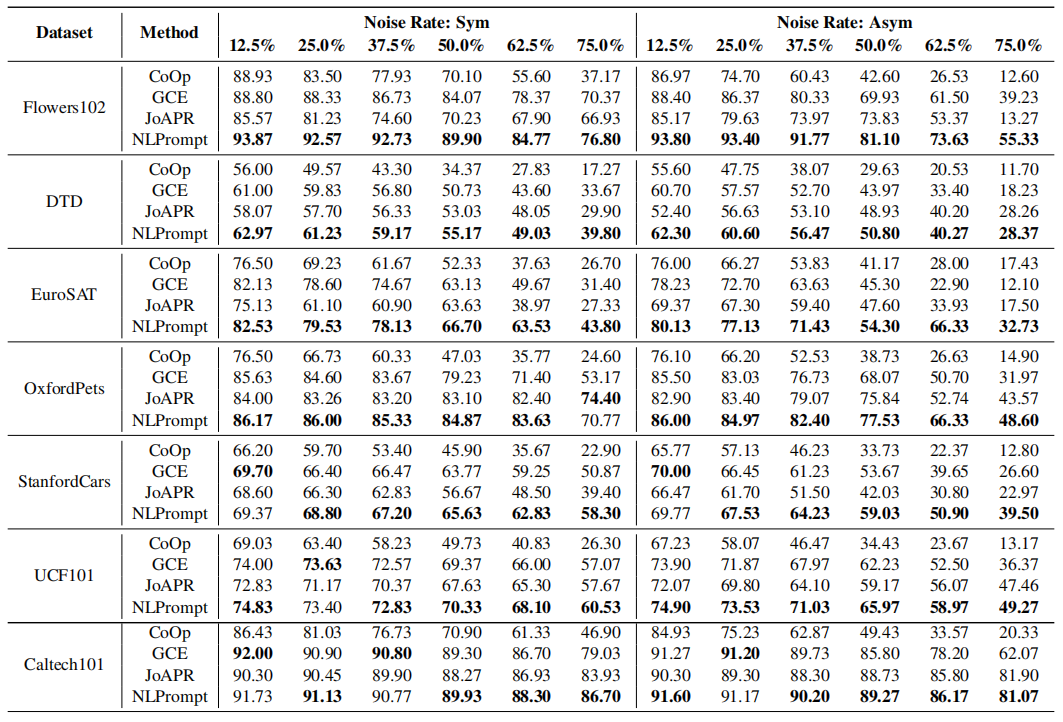 Dataset Method Noise Rate: Sym Noise Rate: Asym
12.5% 25.0% 37.5% 50.0% 62.5% 75.0% 12.5% 25.0% 37.5% 50.0% 62.5% 75.0%
Flowers102
CoOp 88.93 83.50 77.93 70.10 55.60 37.17 86.97 74.70 60.43 42.60 26.53 12.60
GCE 88.80 88.33 86.73 84.07 78.37 70.37 88.40 86.37 80.33 69.93 61.50 39.23
JoAPR 85.57 81.23 74.60 70.23 67.90 66.93 85.17 79.63 73.97 73.83 53.37 13.27
NLPrompt 93.87 92.57 92.73 89.90 84.77 76.80 93.80 93.40 91.77 81.10 73.63 55.33
DTD
CoOp 56.00 49.57 43.30 34.37 27.83 17.27 55.60 47.75 38.07 29.63 20.53 11.70
GCE 61.00 59.83 56.80 50.73 43.60 33.67 60.70 57.57 52.70 43.97 33.40 18.23
JoAPR 58.07 57.70 56.33 53.03 48.05 29.90 52.40 56.63 53.10 48.93 40.20 28.26
NLPrompt 62.97 61.23 59.17 55.17 49.03 39.80 62.30 60.60 56.47 50.80 40.27 28.37
EuroSAT
CoOp 76.50 69.23 61.67 52.33 37.63 26.70 76.00 66.27 53.83 41.17 28.00 17.43
GCE 82.13 78.60 74.67 63.13 49.67 31.40 78.23 72.70 63.63 45.30 22.90 12.10
JoAPR 75.13 61.10 60.90 63.63 38.97 27.33 69.37 67.30 59.40 47.60 33.93 17.50
NLPrompt 82.53 79.53 78.13 66.70 63.53 43.80 80.13 77.13 71.43 54.30 66.33 32.73
OxfordPets
CoOp 76.50 66.73 60.33 47.03 35.77 24.60 76.10 66.20 52.53 38.73 26.63 14.90
GCE 85.63 84.60 83.67 79.23 71.40 53.17 85.50 83.03 76.73 68.07 50.70 31.97
JoAPR 84.00 83.26 83.20 83.10 82.40 74.40 82.90 83.40 79.07 75.84 52.74 43.57
NLPrompt 86.17 86.00 85.33 84.87 83.63 70.77 86.00 84.97 82.40 77.53 66.33 48.60
StanfordCars
CoOp 66.20 59.70 53.40 45.90 35.67 22.90 65.77 57.13 46.23 33.73 22.37 12.80
GCE 69.70 66.40 66.47 63.77 59.25 50.87 70.00 66.45 61.23 53.67 39.65 26.60
JoAPR 68.60 66.30 62.83 56.67 48.50 39.40 66.47 61.70 51.50 42.03 30.80 22.97
NLPrompt 69.37 68.80 67.20 65.63 62.83 58.30 69.77 67.53 64.23 59.03 50.90 39.50
UCF101
CoOp 69.03 63.40 58.23 49.73 40.83 26.30 67.23 58.07 46.47 34.43 23.67 13.17
GCE 74.00 73.63 72.57 69.37 66.00 57.07 73.90 71.87 67.97 62.23 52.50 36.37
JoAPR 72.83 71.17 70.37 67.63 65.30 57.67 72.07 69.80 64.10 59.17 56.07 47.46
NLPrompt 74.83 73.40 72.83 70.33 68.10 60.53 74.90 73.53 71.03 65.97 58.97 49.27
Caltech101
CoOp 86.43 81.03 76.73 70.90 61.33 46.90 84.93 75.23 62.87 49.43 33.57 20.33
GCE 92.00 90.90 90.80 89.30 86.70 79.03 91.27 91.20 89.73 85.80 78.20 62.07
JoAPR 90.30 90.45 89.90 88.27 86.93 83.93 90.30 89.30 88.30 88.73 85.80 81.90
NLPrompt 91.73 91.13 90.77 89.93 88.30 86.70 91.60 91.17 90.20 89.27 86.17 81.07